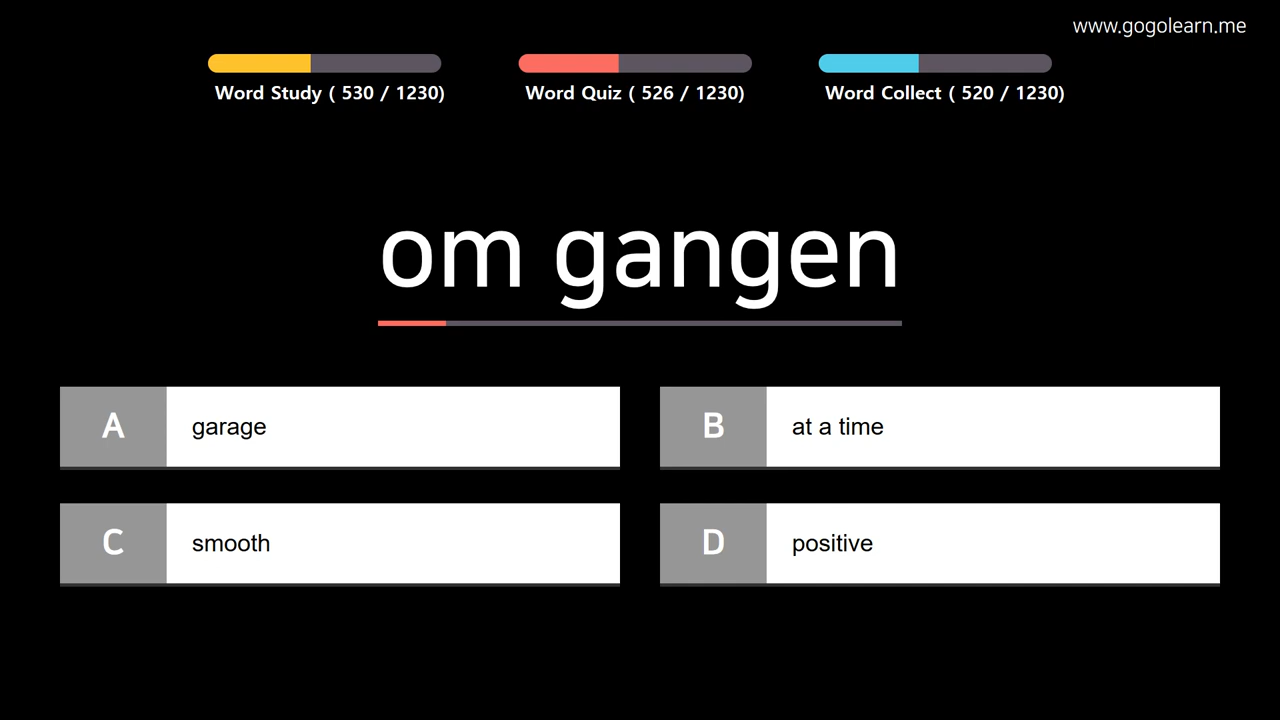 www.gogolearn.me
Word Study ( 530 / 1230)
Word Quiz ( 526 / 1230)
Word Collect ( 520 / 1230)
om gangen
A garage
B at a time
C smooth
D positive